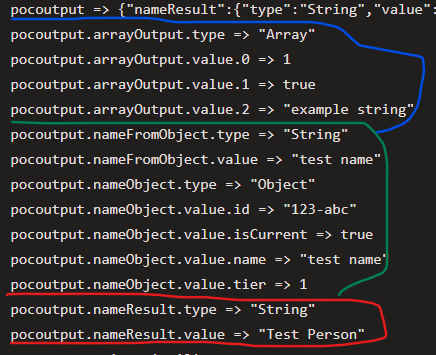 pocoutput => {"nameResult":{"type":"String","value":
pocoutput.arrayOutput.type => "Array"
pocoutput.arrayOutput.value.0 => 1
pocoutput.arrayOutput.value.1 => true
pocoutput.arrayOutput.value.2 => "example string"
pocoutput.nameFromObject.type => "String"
pocoutput.nameFromObject.value => "test name"
pocoutput.nameObject.type => "Object"
pocoutput.nameObject.value.id => "123-abc"
pocoutput.nameObject.value.isCurrent => true
pocoutput.nameObject.value.name => "test name"
pocoutput.nameObject.value.tier => 1
pocoutput.nameResult.type => "String"
pocoutput.nameResult.value => "Test Person"